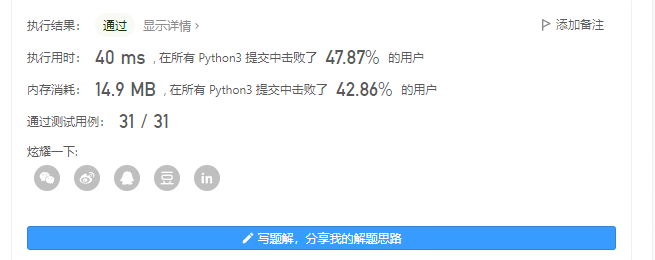 执行结果： 通过 显示详情 › 添加备注
执行用时： 40 ms , 在所有 Python3 提交中击败了 47.87% 的用户
内存消耗： 14.9 MB , 在所有 Python3 提交中击败了 42.86% 的用户
通过测试用例： 31 / 31
炫耀一下:
豆 in
写题解，分享我的解题思路